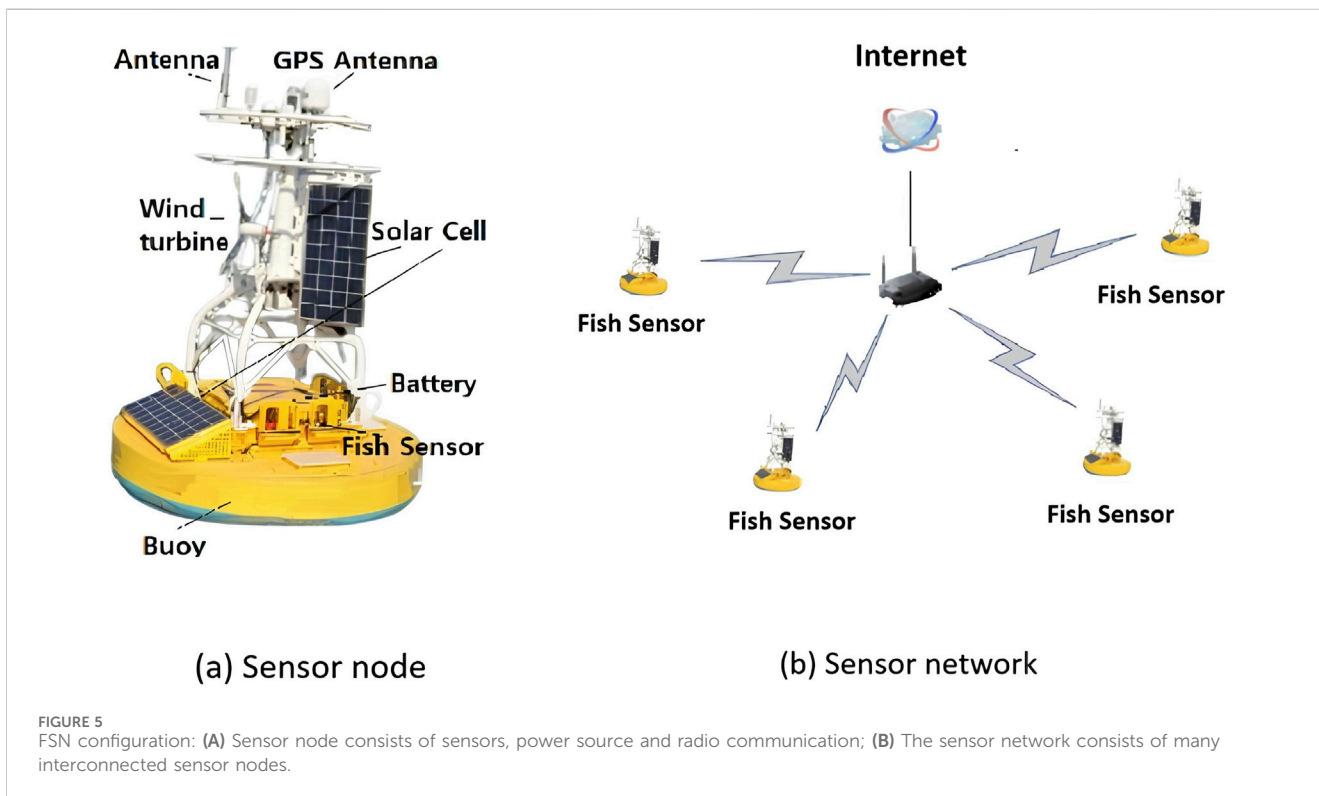 Antenna
GPS Antenna
Wind
turbine
Solar Cell
Battery
Fish Sensor
Buoy
(a) Sensor node
Internet
Fish Sensor
Fish Sensor
Fish Sensor
Fish Sensor
(b) Sensor network
FIGURE 5
FSN configuration: (A) Sensor node consists of sensors, power source and radio communication; (B) The sensor network consists of many
interconnected sensor nodes.